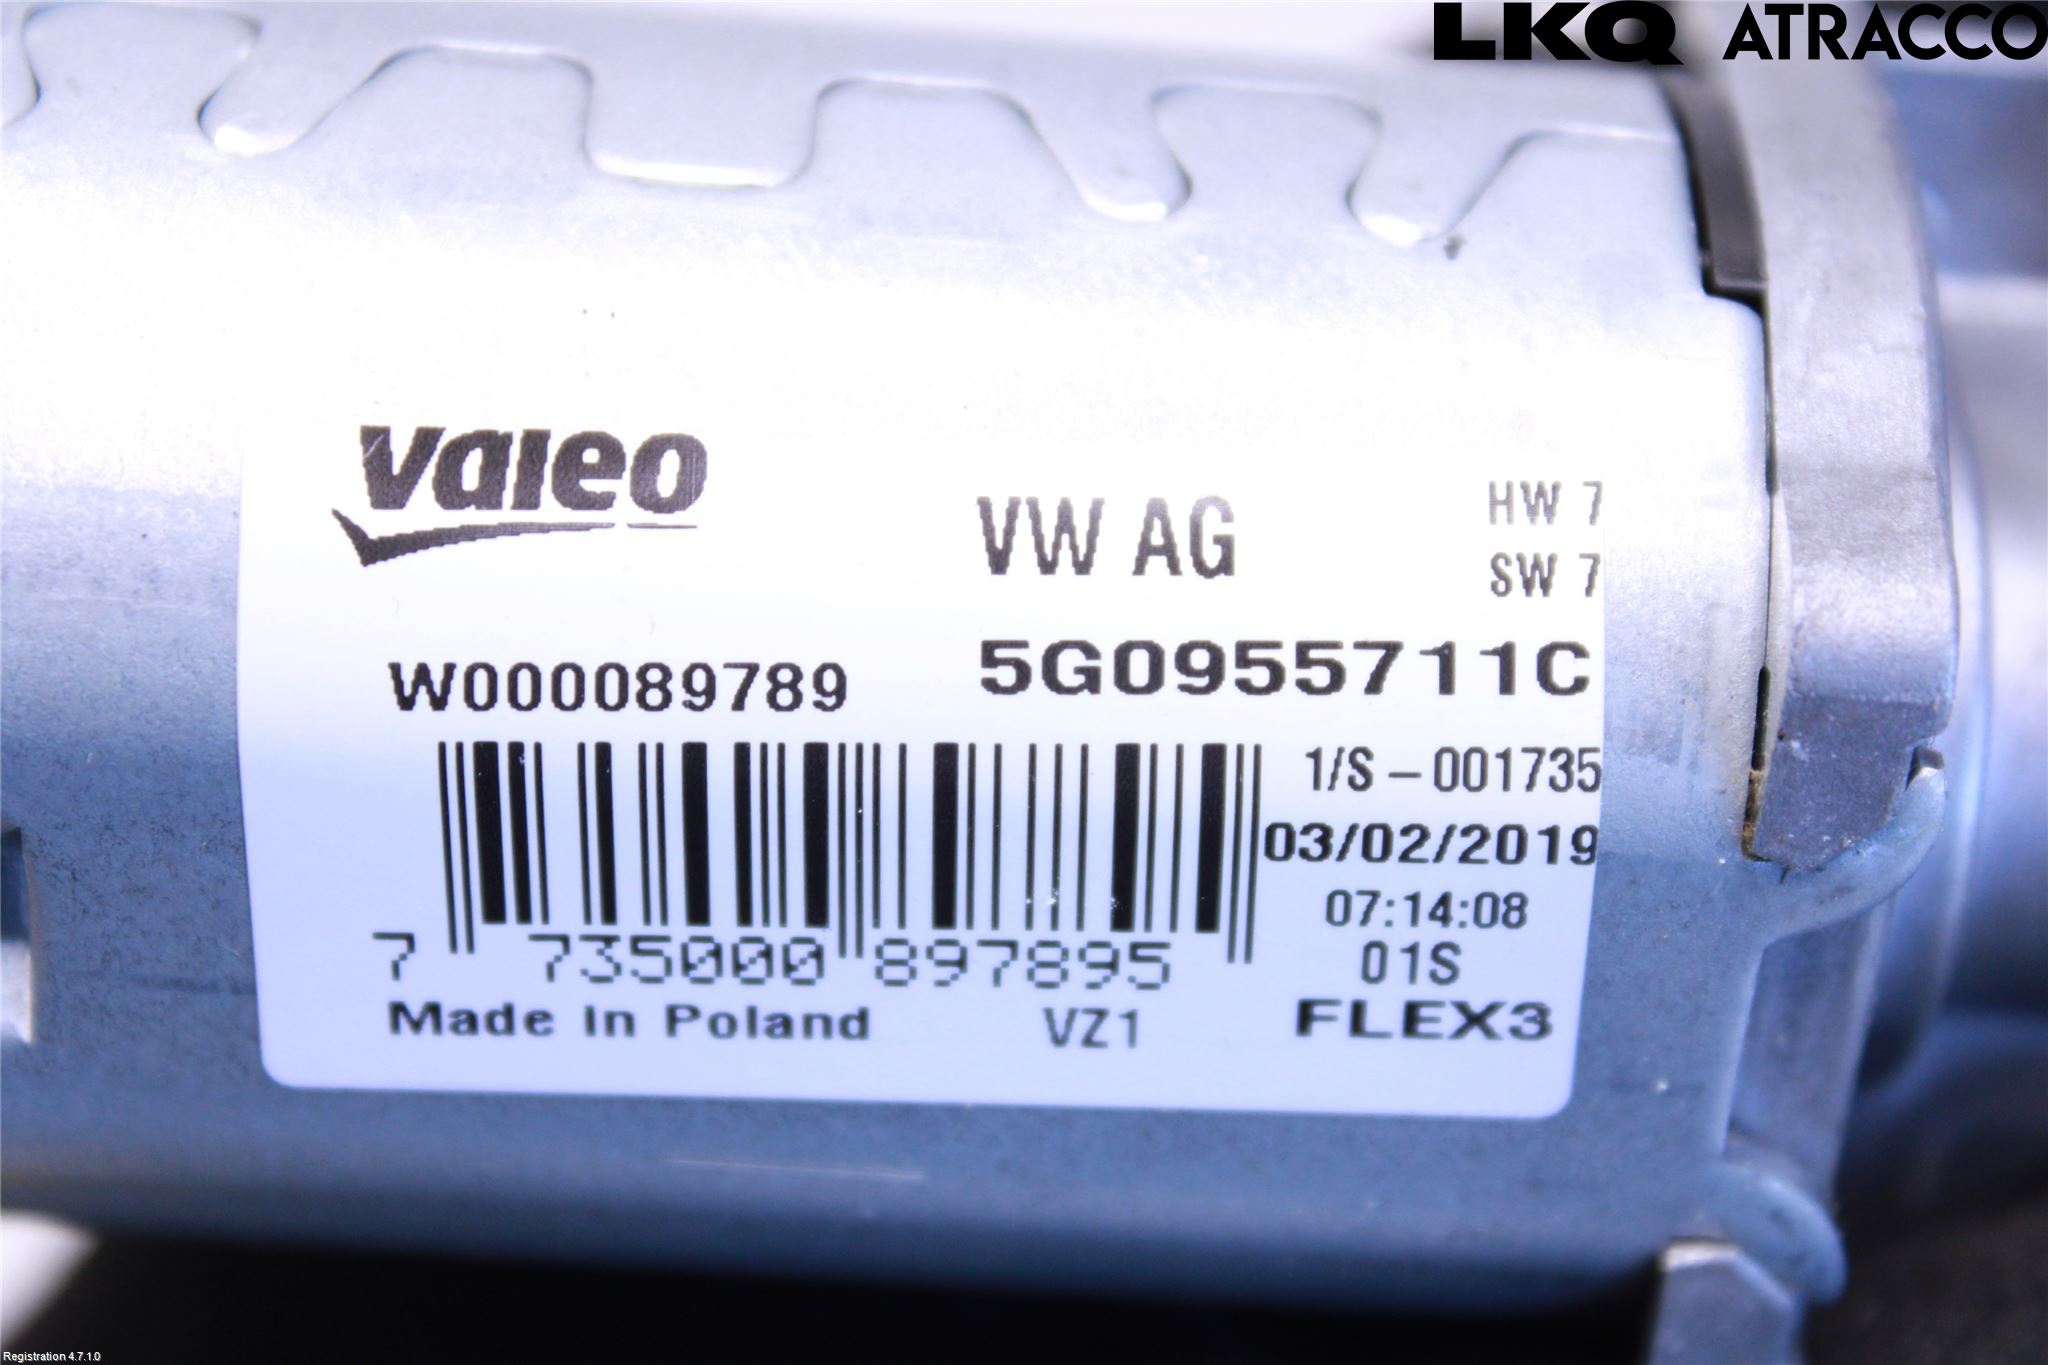 LKQ ATRACCO
Valeo
VW AG
HW 7
SW 7
W000089789
5G0955711C
1/S – 001735
03/02/2019
07:14:08
01S
7 735000 897895
Made in Poland
VZ1
FLEX3
Registration 4.7.1.0